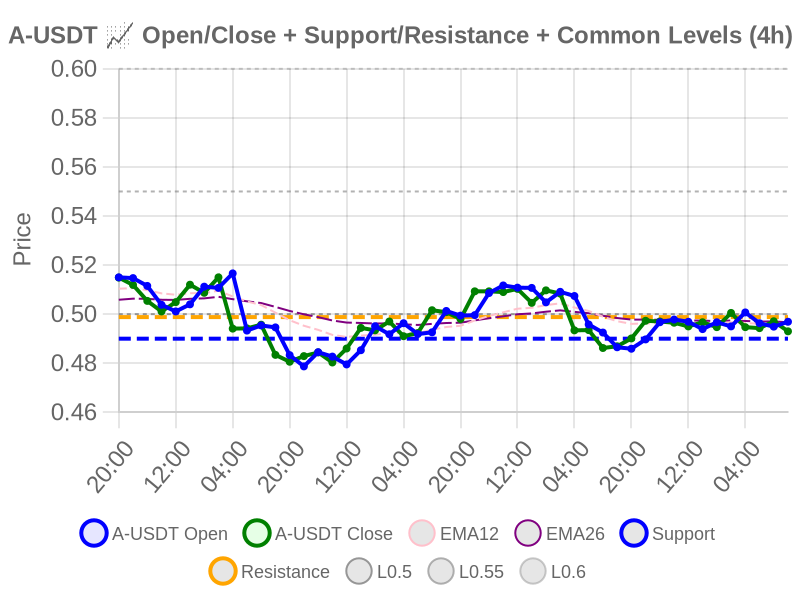 A-USDT 📈 Open/Close + Support/Resistance + Common Levels (4h)
0.60
0.58
0.56
0.54
0.52
0.50
0.48
0.46
Price
20:00 12:00 04:00 20:00 12:00 04:00 20:00 12:00 04:00 20:00 12:00 04:00
A-USDT Open A-USDT Close EMA12 EMA26 Support
Resistance L0.5 L0.55 L0.6